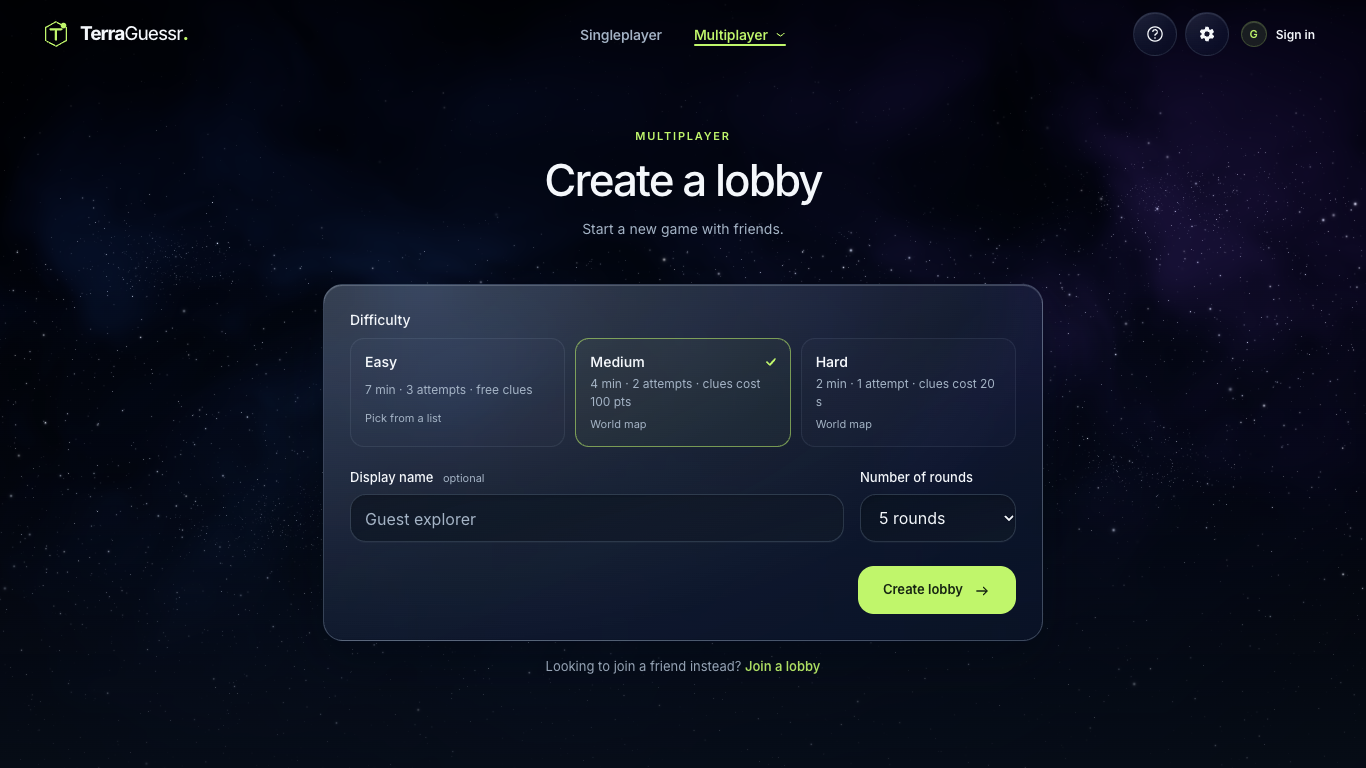 TerraGuessr.
Singleplayer
Multiplayer
G
Sign in
MULTIPLAYER
Create a lobby
Start a new game with friends.
Difficulty
Easy
7 min · 3 attempts · free clues
Pick from a list
Medium
4 min · 2 attempts · clues cost
100 pts
World map
Hard
2 min · 1 attempt · clues cost 20
s
World map
Display name optional
Guest explorer
Number of rounds
5 rounds
Create lobby →
Looking to join a friend instead? Join a lobby